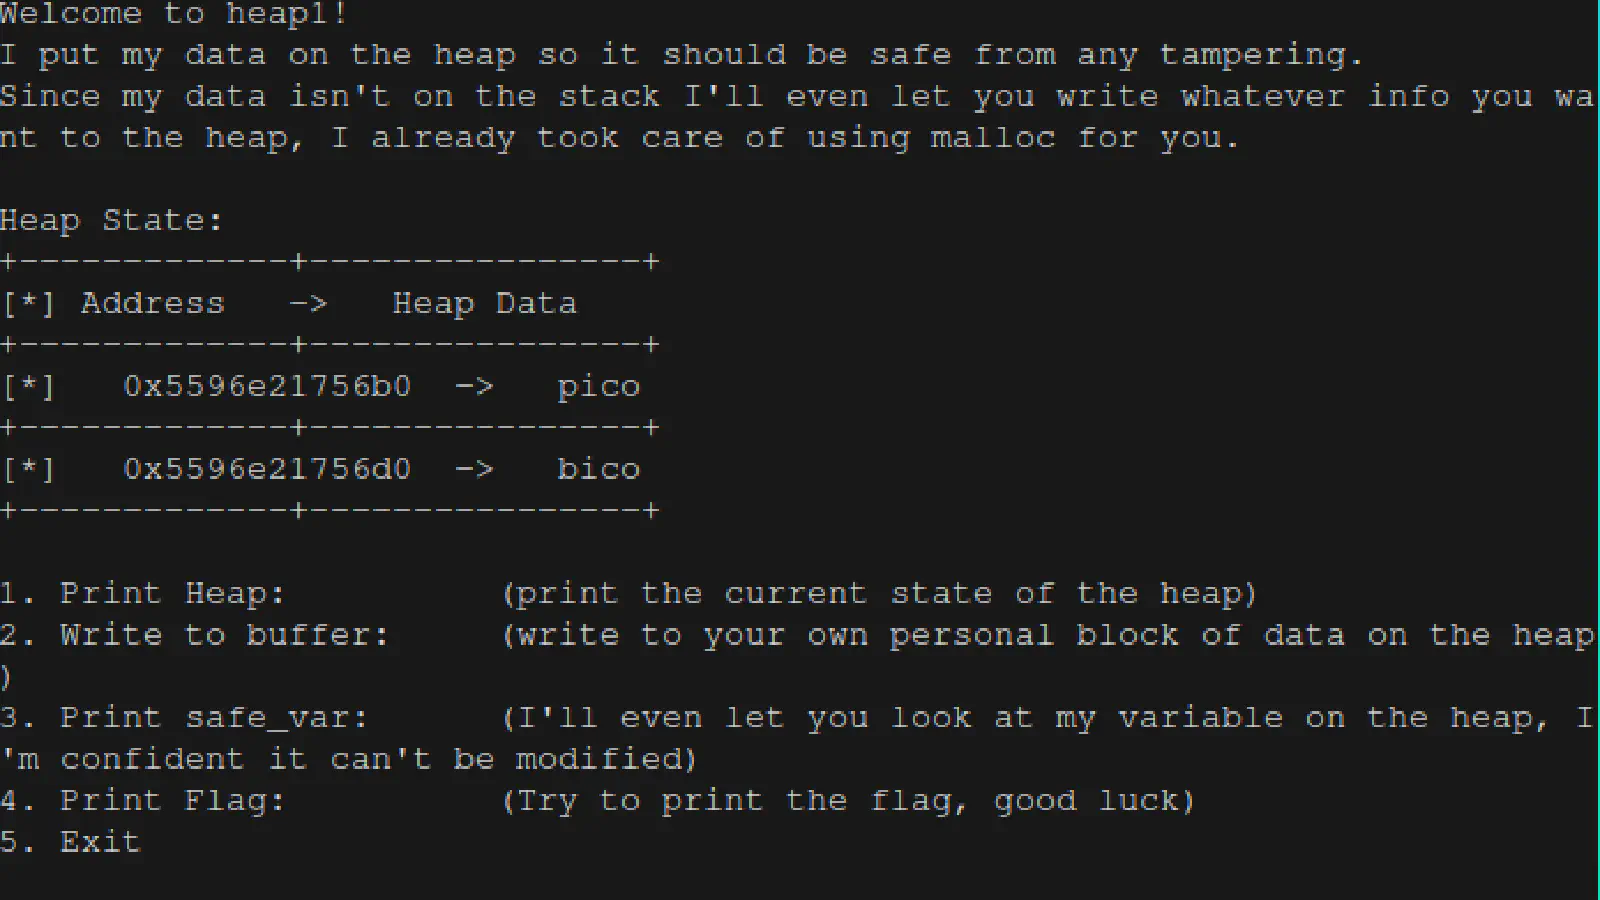 Welcome to heap1!
I put my data on the heap so it should be safe from any tampering.
Since my data isn't on the stack I'll even let you write whatever info you wa
nt to the heap, I already took care of using malloc for you.

Heap State:
+-------------+----------------+
[*] Address   ->   Heap Data
+-------------+----------------+
[*]   0x5596e21756b0  ->   pico
+-------------+----------------+
[*]   0x5596e21756d0  ->   bico
+-------------+----------------+

1. Print Heap:          (print the current state of the heap)
2. Write to buffer:     (write to your own personal block of data on the heap
)
3. Print safe_var:      (I'll even let you look at my variable on the heap, I
'm confident it can't be modified)
4. Print Flag:          (Try to print the flag, good luck)
5. Exit